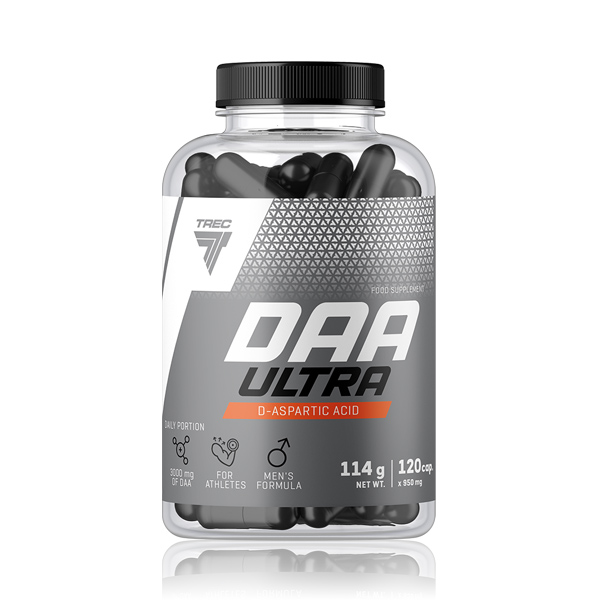 TREC
FOOD SUPPLEMENT
DAA
ULTRA
D-ASPARTIC ACID
DAILY PORTION
3000 mg
OF DAA
FOR
ATHLETES
MEN'S
FORMULA
114 g
NET WT.
120 cap.
x 950 mg